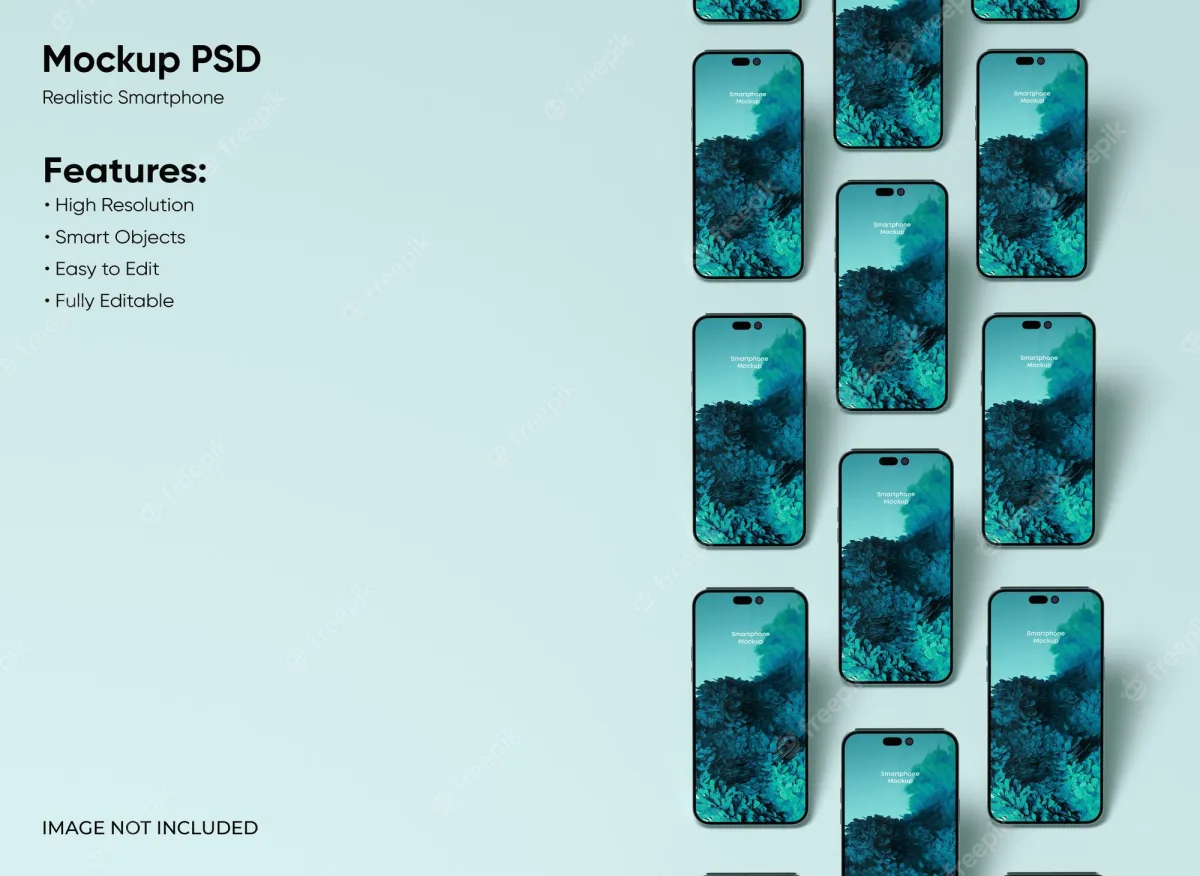 Mockup PSD
Realistic Smartphone
Features:
• High Resolution
• Smart Objects
• Easy to Edit
• Fully Editable
IMAGE NOT INCLUDED
Smartphone
Mockup
Smartphone
Mockup
Smartphone
Mockup
Smartphone
Mockup
Smartphone
Mockup
Smartphone
Mockup
Smartphone
Mockup
Smartphone
Mockup
Smartphone
Mockup
freepik